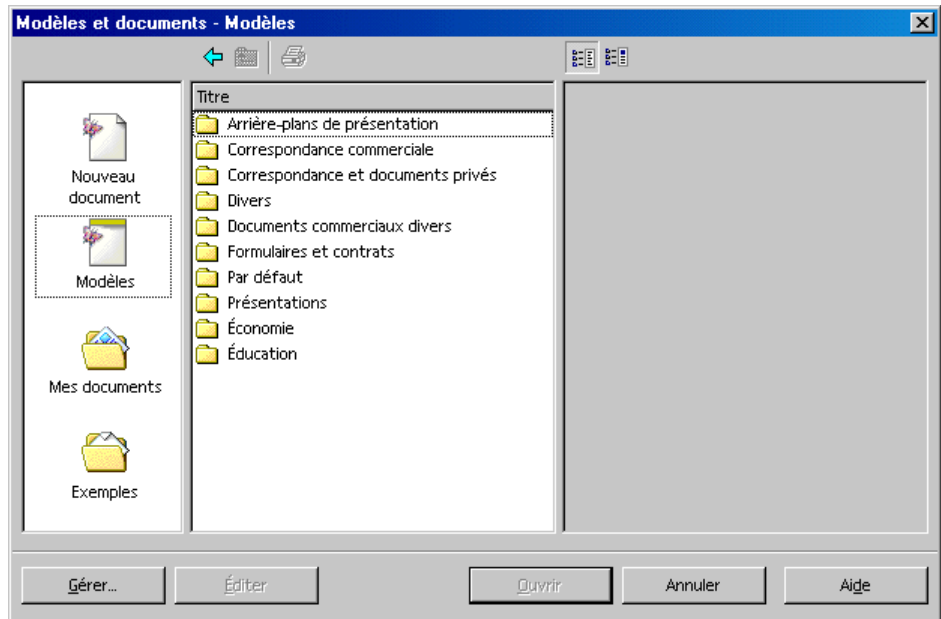 Modèles et documents - Modèles
Titre
Nouveau
document
Modèles
Mes documents
Exemples
Arrière-plans de présentation
Correspondance commerciale
Correspondance et documents privés
Divers
Documents commerciaux divers
Formulaires et contrats
Par défaut
Présentations
Économie
Éducation
Gérer...
Éditer
Ouvrir
Annuler
Aide